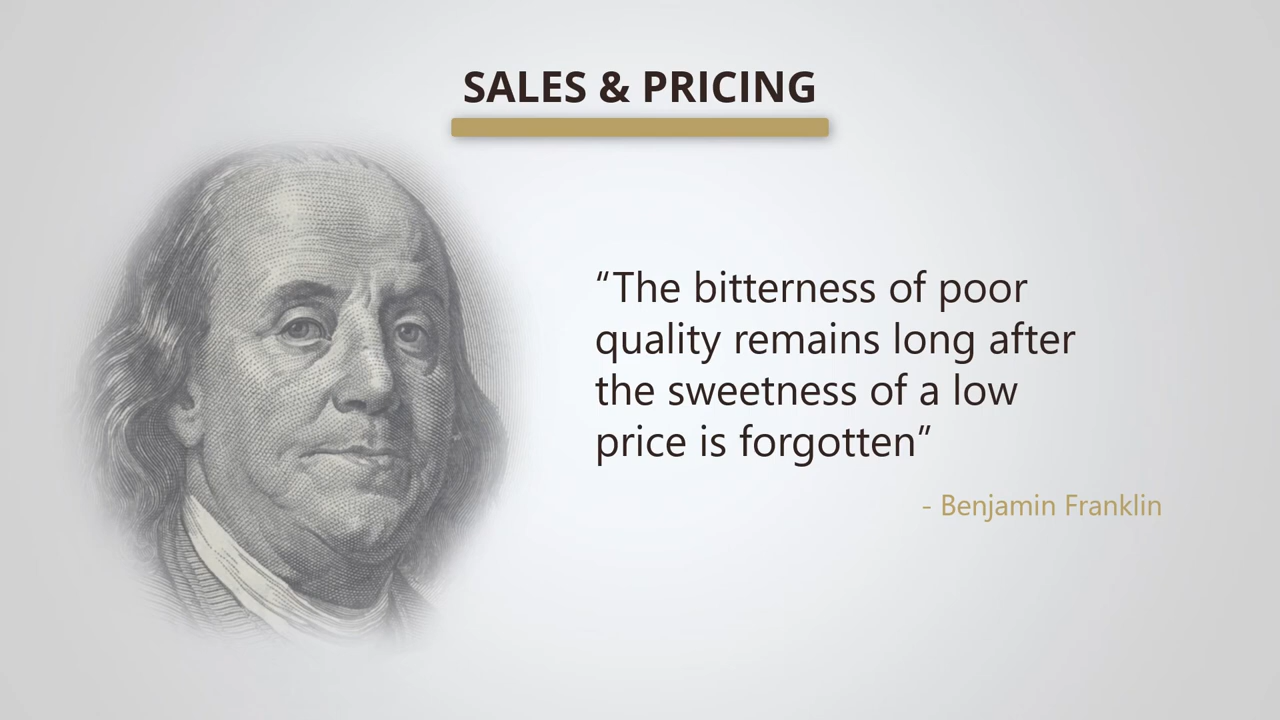 SALES & PRICING
“The bitterness of poor
quality remains long after
the sweetness of a low
price is forgotten”
- Benjamin Franklin